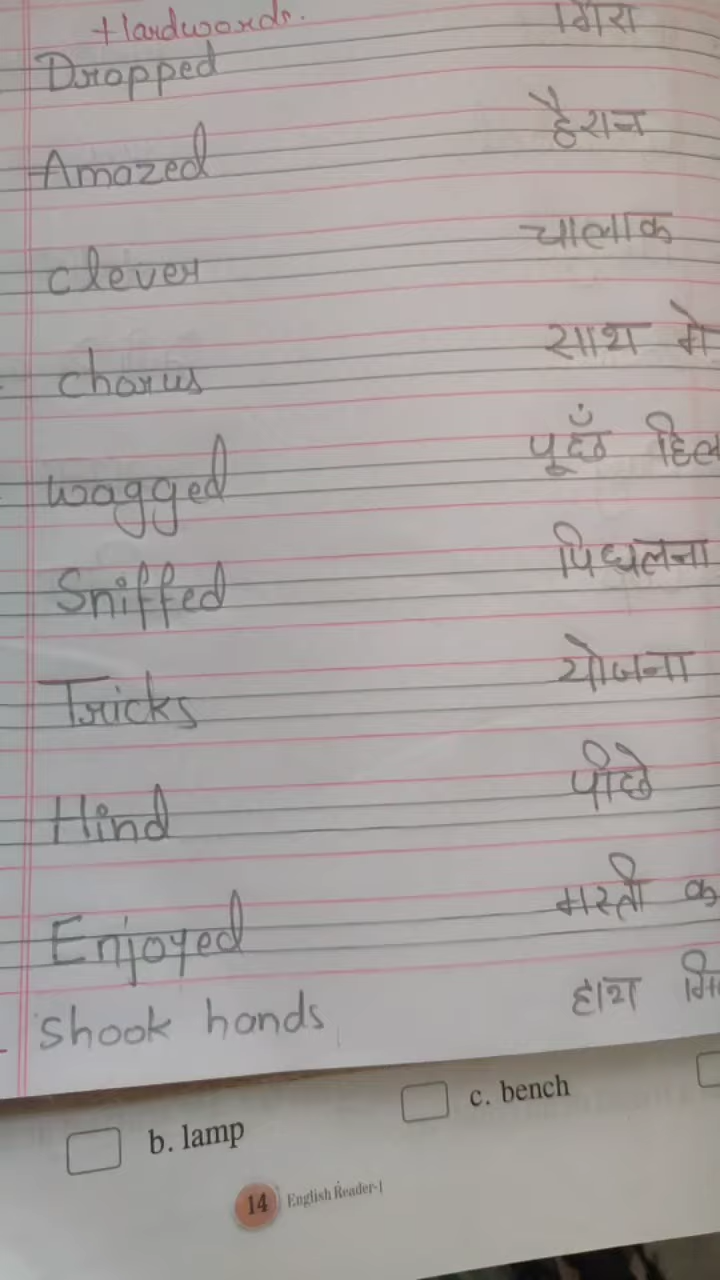 Hardwords.
Dropped गिरा
Amazed हैरान
clever चालाक
chorus साथ मे
wagged पूछँ
Sniffed पिघलना
Tricks योजना
Hind पीछे
Enjoyed मस्ती
Shook hands हाथ
b. lamp
c. bench
14 English Reader-1